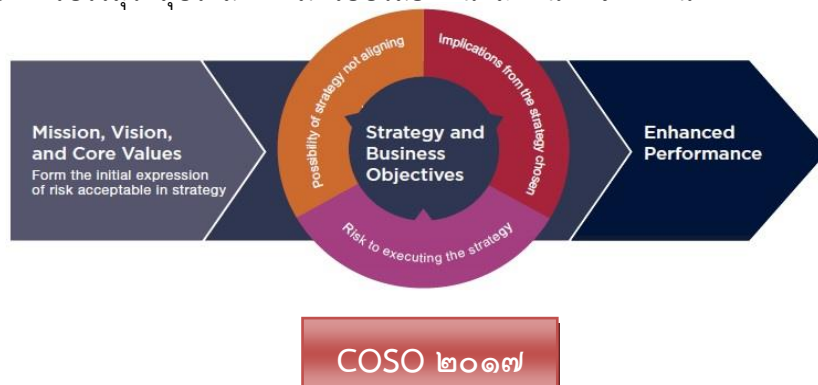 Mission, Vision,
and Core Values
Form the initial expression
of risk acceptable in strategy
Possibility of strategy not aligning
Implications from the strategy chosen
Strategy and
Business
Objectives
Risk to executing the strategy
Enhanced
Performance
COSO ๒๐๑๗